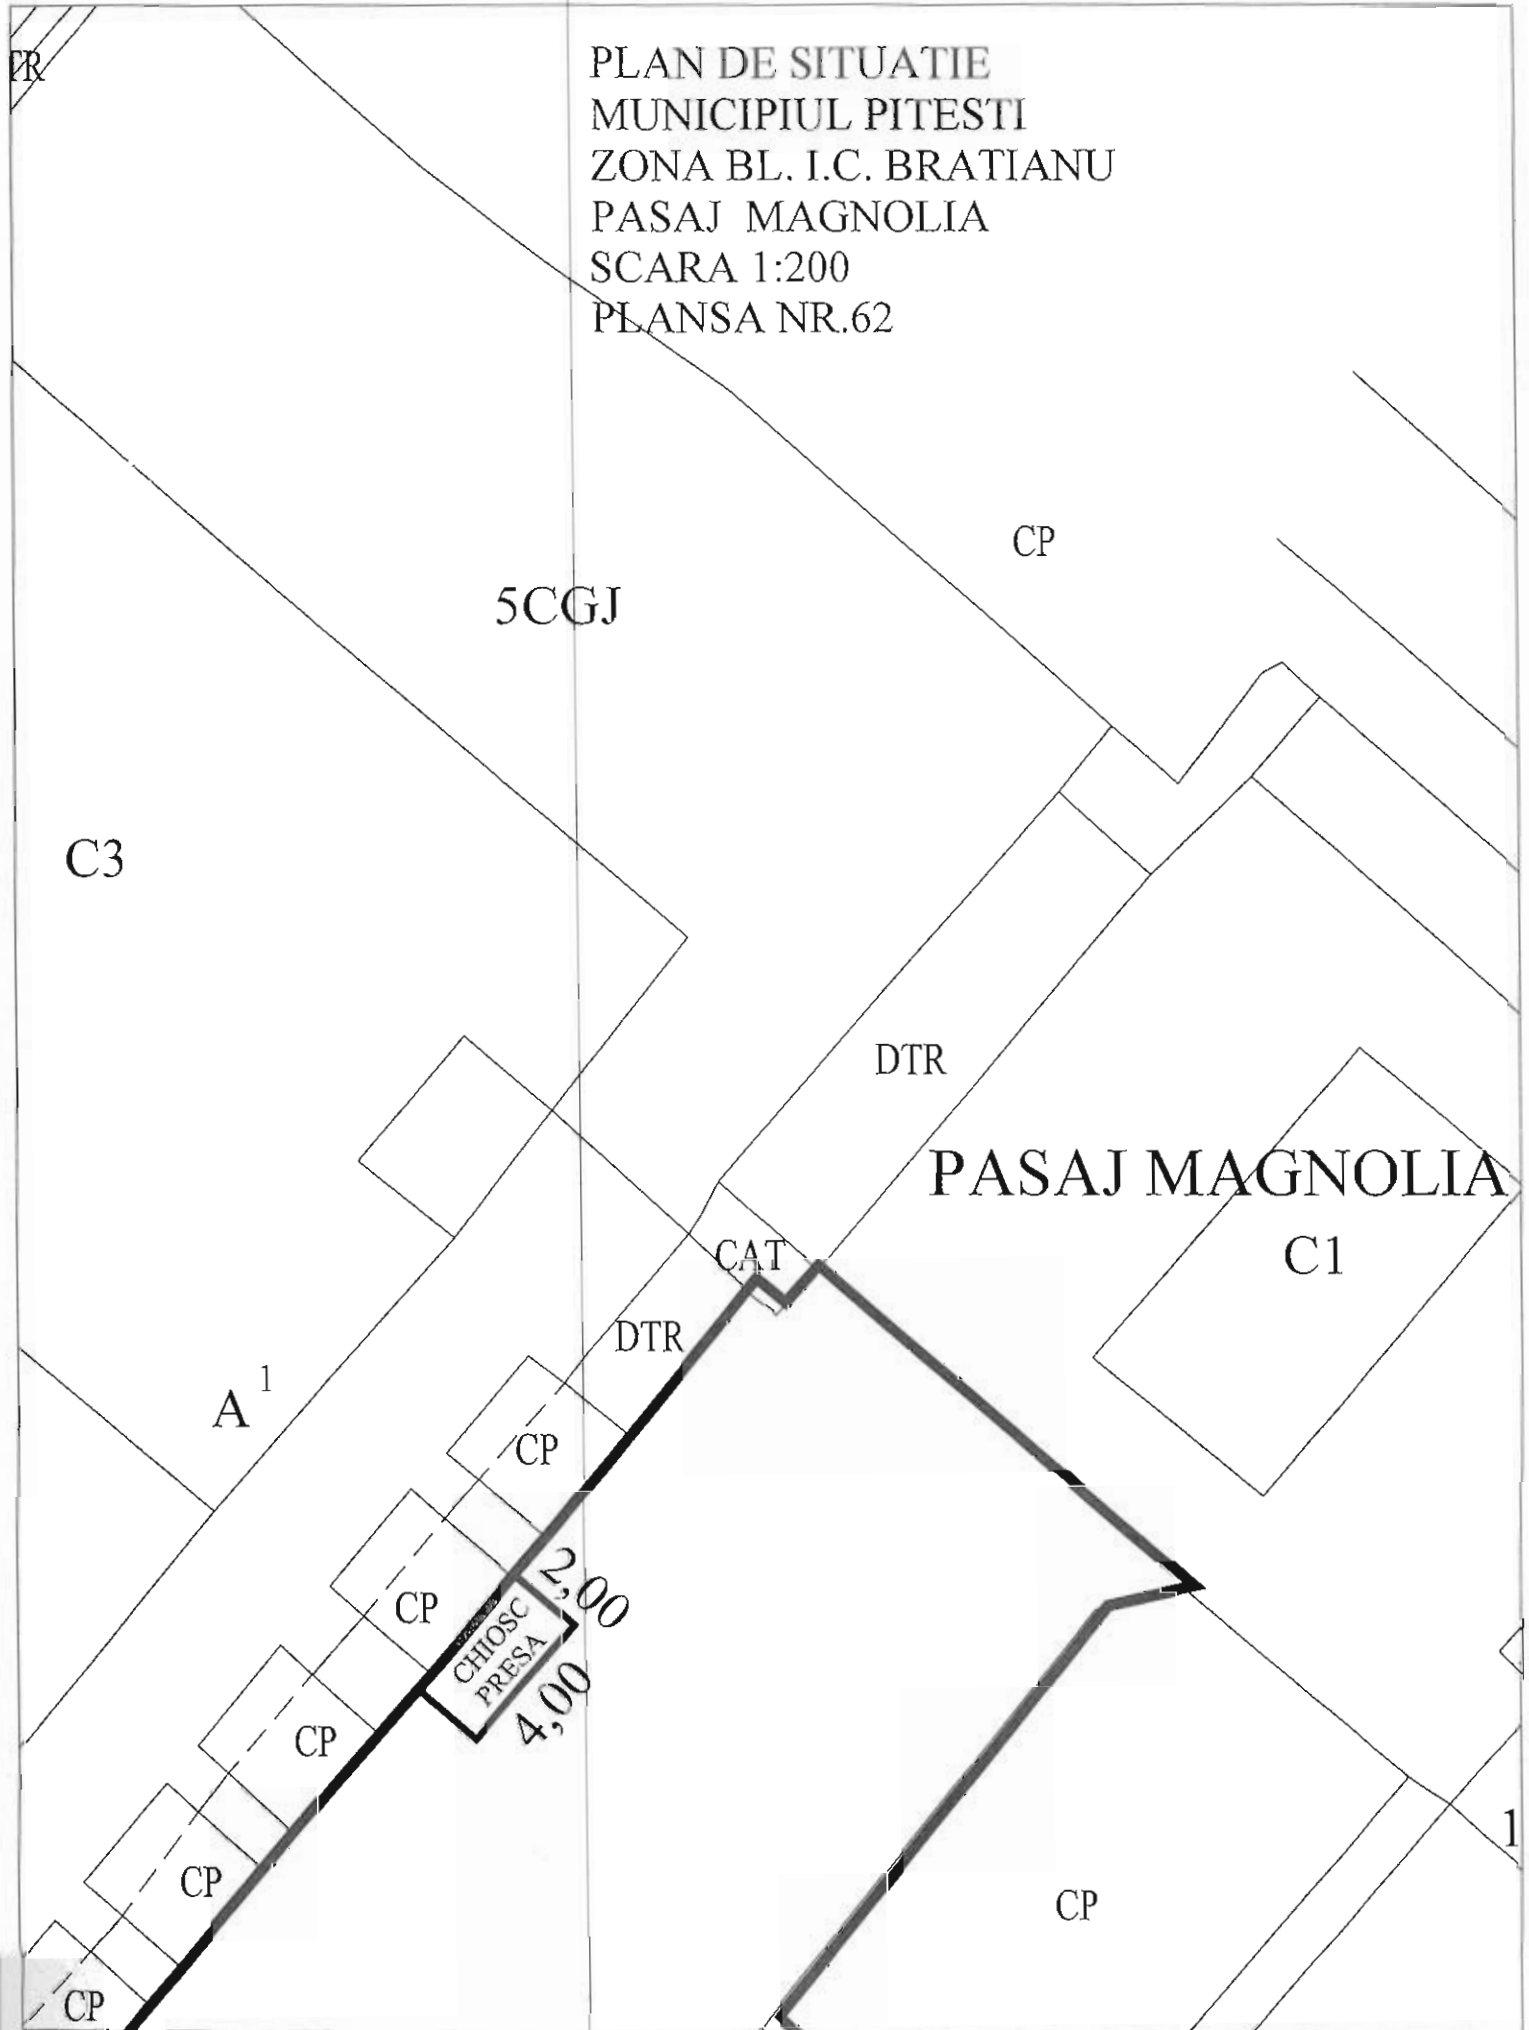 TR
PLAN DE SITUATIE
MUNICIPIUL PITESTI
ZONA BL. I.C. BRATIANU
PASAJ MAGNOLIA
SCARA 1:200
PLANSA NR.62
CP
5CGJ
C3
DTR
PASAJ MAGNOLIA
C1
CAT
DTR
A 1
CP
2,00
CP
CHIOSC
PRESA
4,00
CP
1
CP
CP
CP